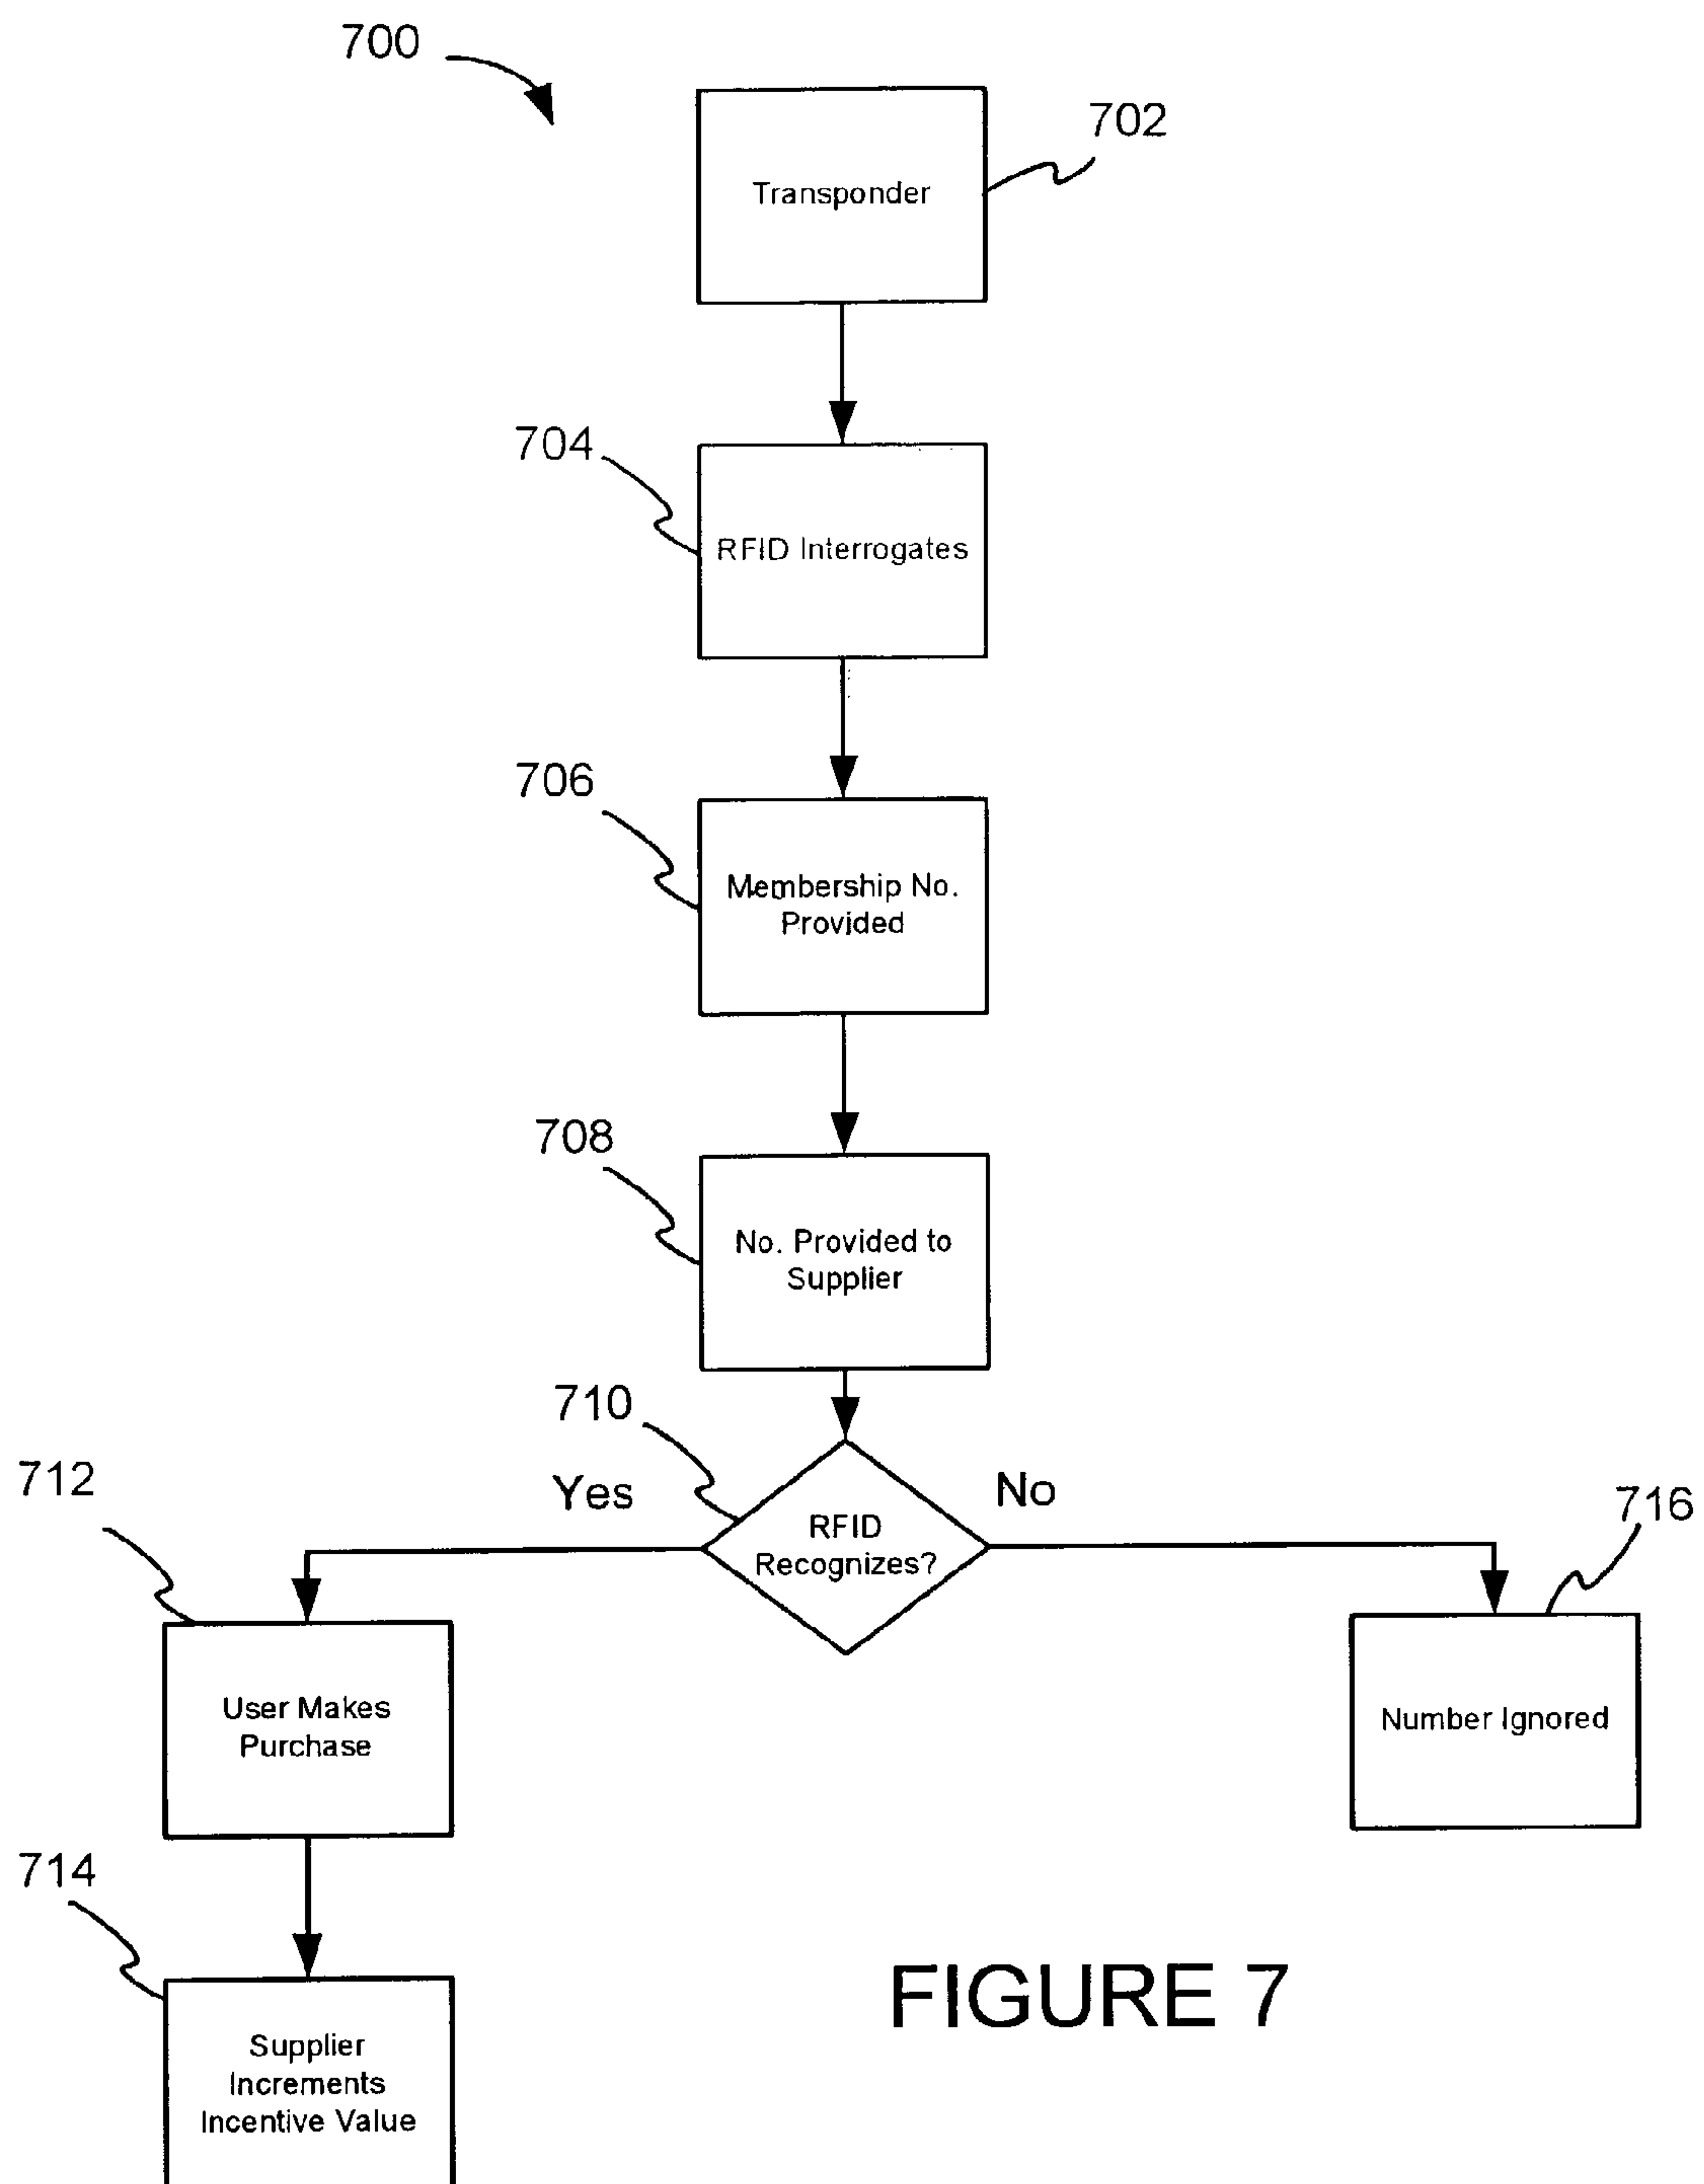 700
702
Transponder
704
RFID Interrogates
706
Membership No.
Provided
708
No. Provided to
Supplier
710
712
Yes
No
716
RFID
Recognizes?
User Makes
Purchase
Number Ignored
714
Supplier
Increments
Incentive Value
FIGURE 7